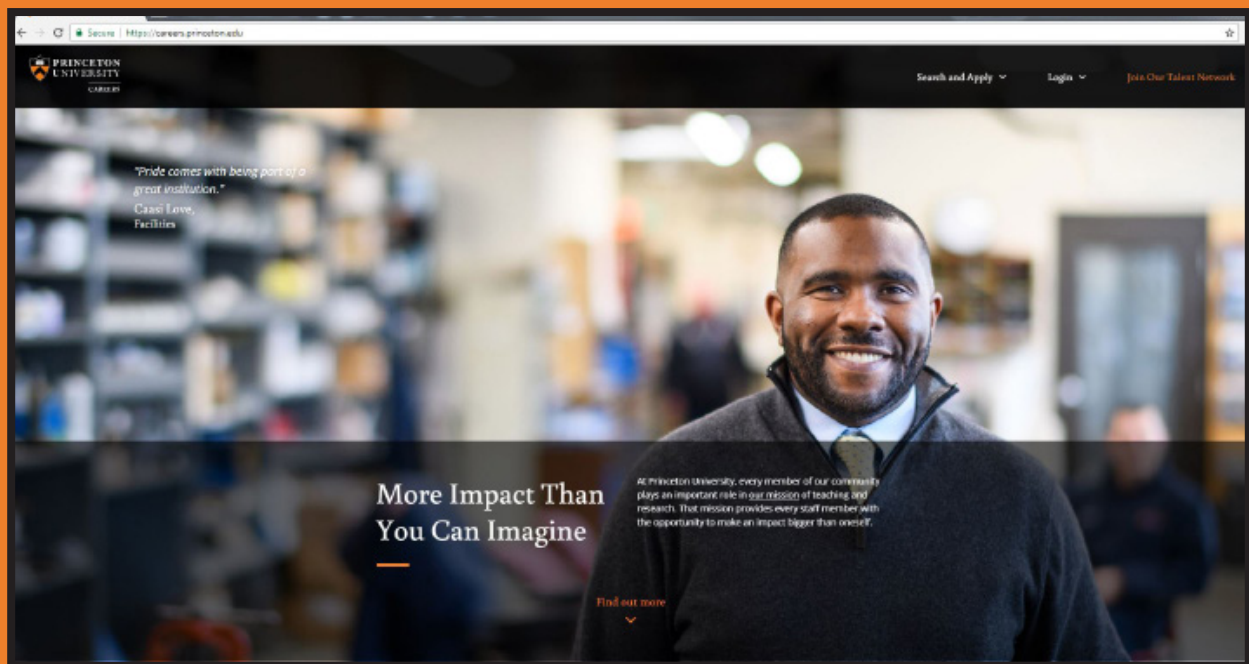 Secure | https://careers.princeton.edu
PRINCETON
UNIVERSITY
CAREERS
Search and Apply
Login
Join Our Talent Network
"Pride comes with being part of a
great institution."
Caasi Love,
Facilities
More Impact Than
You Can Imagine
At Princeton University, every member of our community
plays an important role in our mission of teaching and
research. That mission provides every staff member with
the opportunity to make an impact bigger than oneself.
Find out more